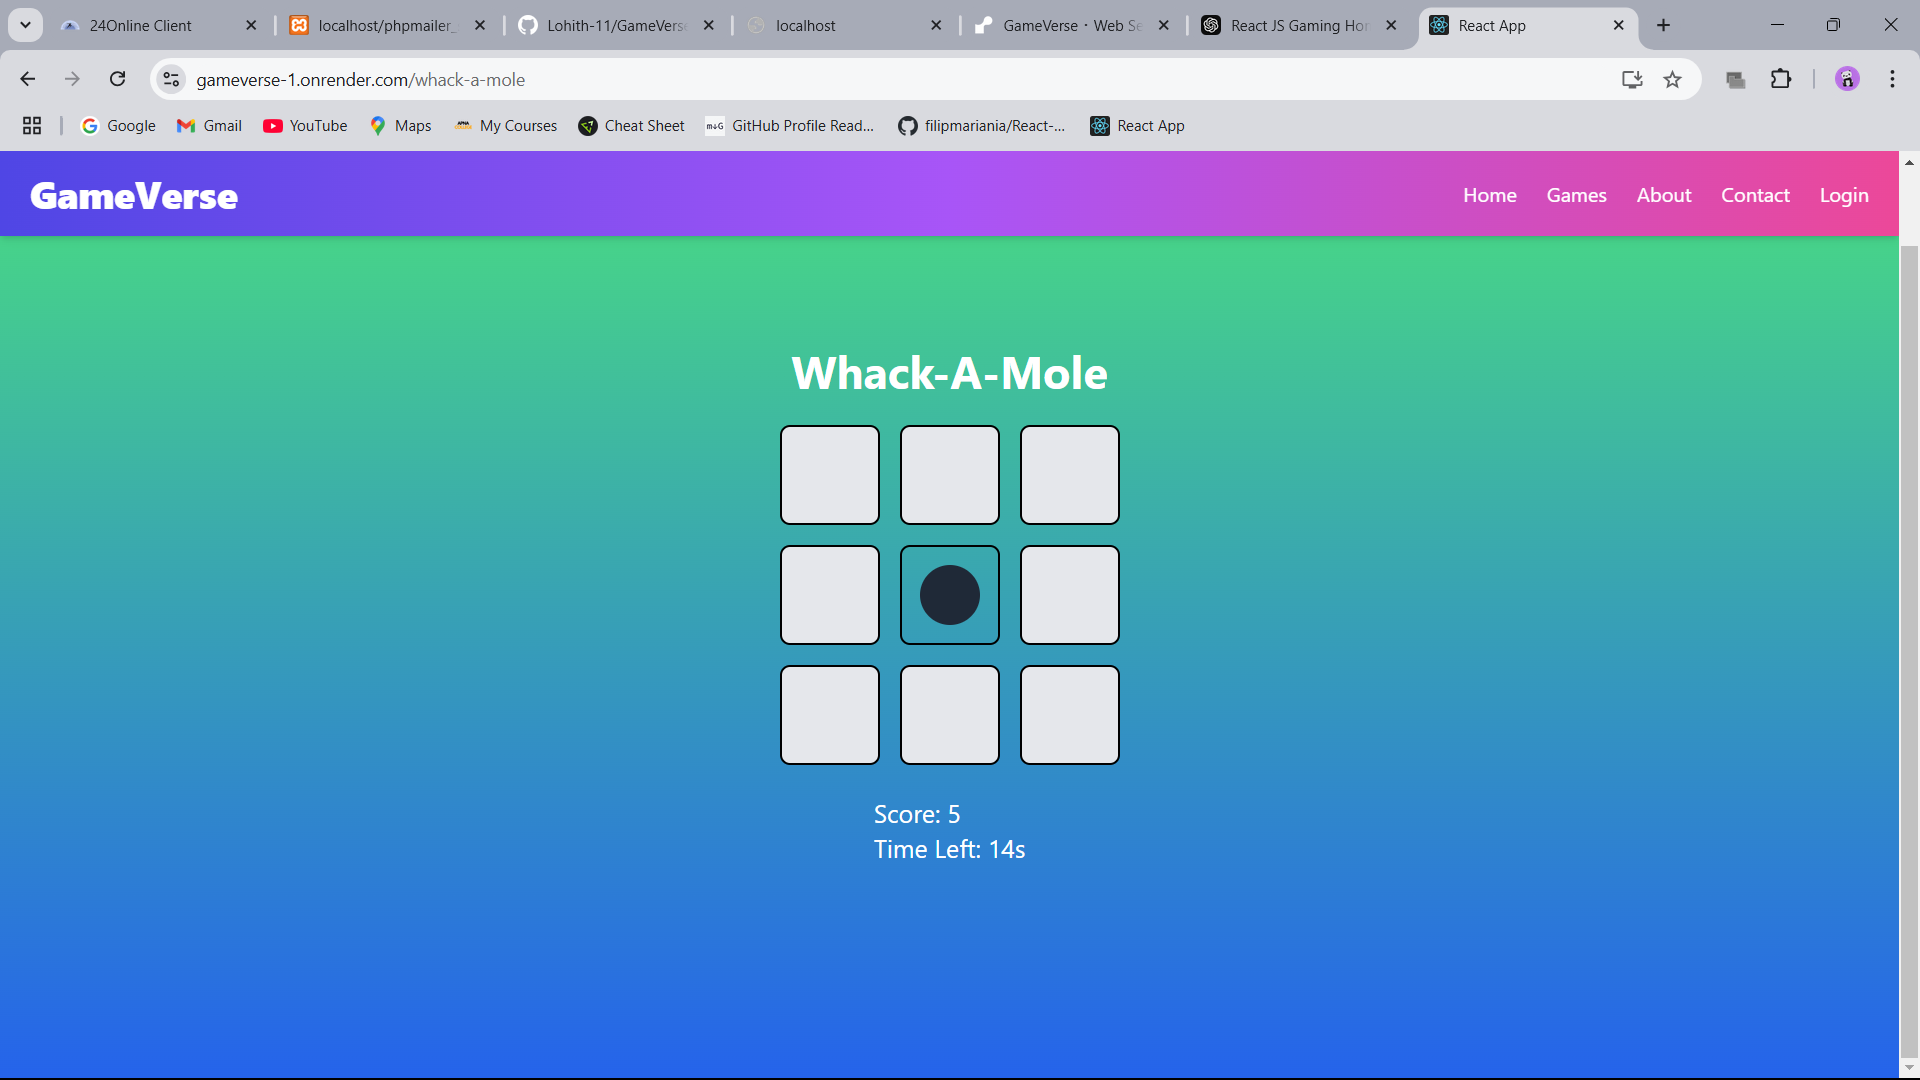 24Online Client
localhost/phpmailer_
Lohith-11/GameVerse
localhost
GameVerse · Web Se
React JS Gaming Hor
React App
gameverse-1.onrender.com/whack-a-mole
Google
Gmail
YouTube
Maps
My Courses
Cheat Sheet
GitHub Profile Read...
filipmariania/React-...
React App
GameVerse
Home
Games
About
Contact
Login
Whack-A-Mole
Score: 5
Time Left: 14s